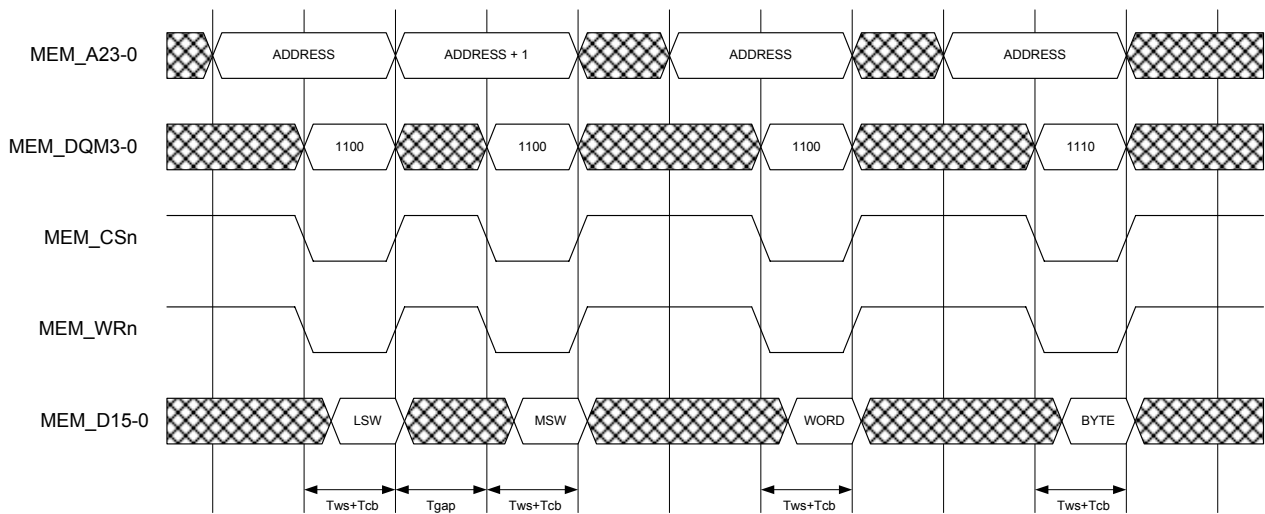 MEM_A23-0 ADDRESS ADDRESS + 1 ADDRESS ADDRESS
MEM_DQM3-0 1100 1100 1100 1110
MEM_CSn
MEM_WRn
MEM_D15-0 LSW MSW WORD BYTE
Tws+Tcb Tgap Tws+Tcb Tws+Tcb Tws+Tcb